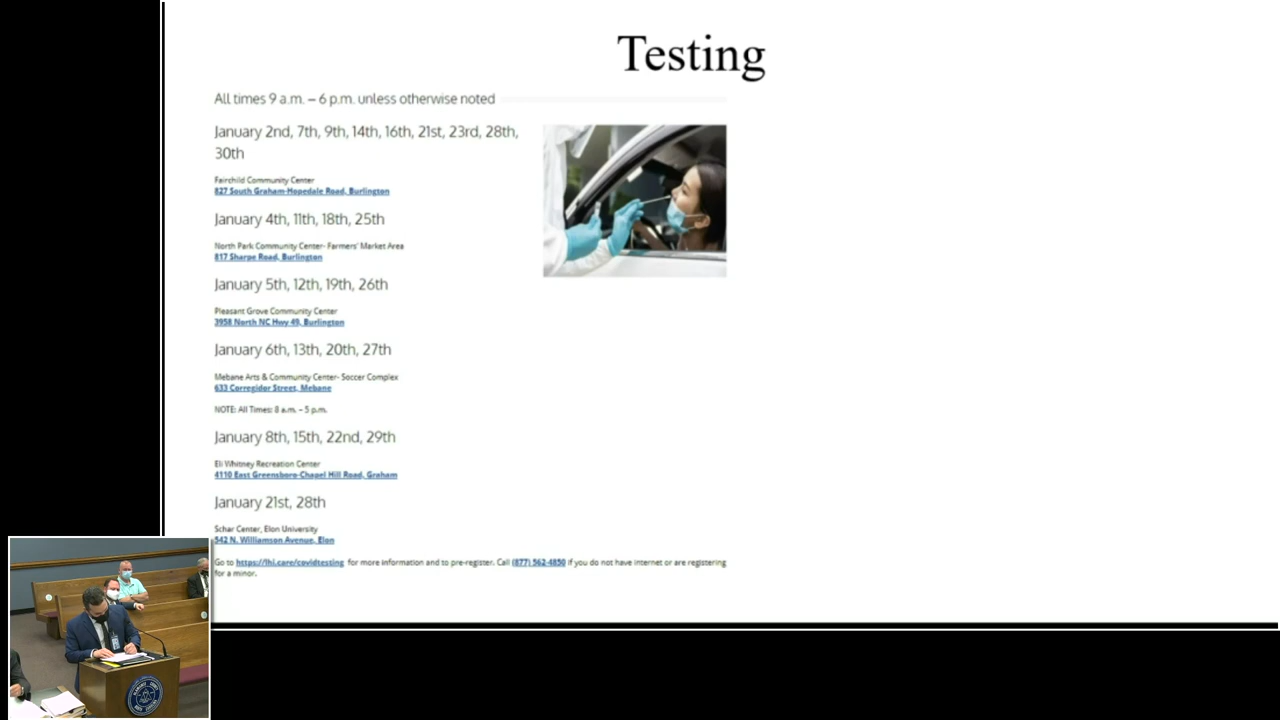 Testing
All times 9 a.m. – 6 p.m. unless otherwise noted
January 2nd, 7th, 9th, 14th, 16th, 21st, 23rd, 28th,
30th
Fairchild Community Center
827 South Graham-Hopedale Road, Burlington
January 4th, 11th, 18th, 25th
North Park Community Center- Farmers' Market Area
817 Sharpe Road, Burlington
January 5th, 12th, 19th, 26th
Pleasant Grove Community Center
3958 North NC Hwy 49, Burlington
January 6th, 13th, 20th, 27th
Mebane Arts & Community Center- Soccer Complex
633 Corregidor Street, Mebane
NOTE: All Times: 8 a.m. – 5 p.m.
January 8th, 15th, 22nd, 29th
Eli Whitney Recreation Center
4110 East Greensboro-Chapel Hill Road, Graham
January 21st, 28th
Schar Center, Elon University
542 N. Williamson Avenue, Elon
Go to https://lhi.care/covidtesting for more information and to pre-register. Call (877) 562-4850 if you do not have internet or are registering
for a minor.